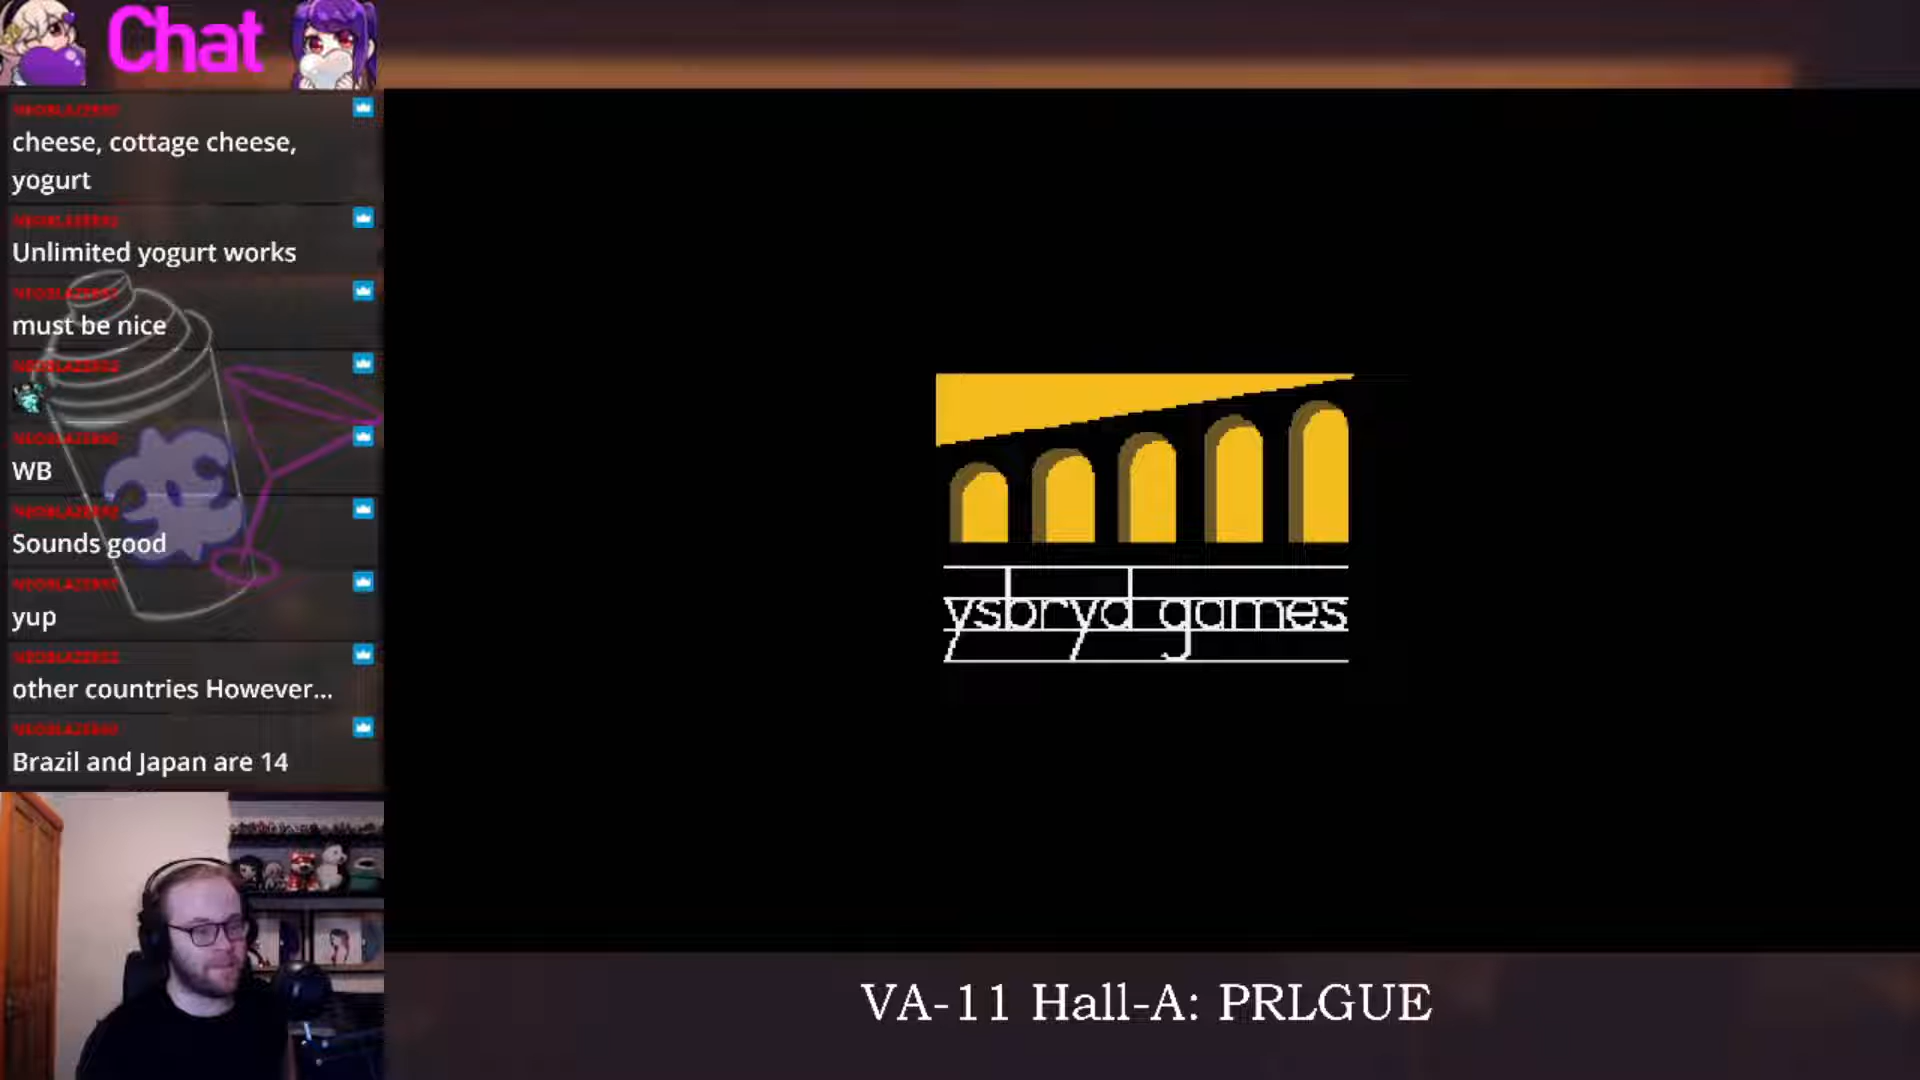 Chat
cheese, cottage cheese,
yogurt
Unlimited yogurt works
must be nice
WB
Sounds good
yup
other countries However...
Brazil and Japan are 14
ysbryd games
VA-11 Hall-A: PRLGUE